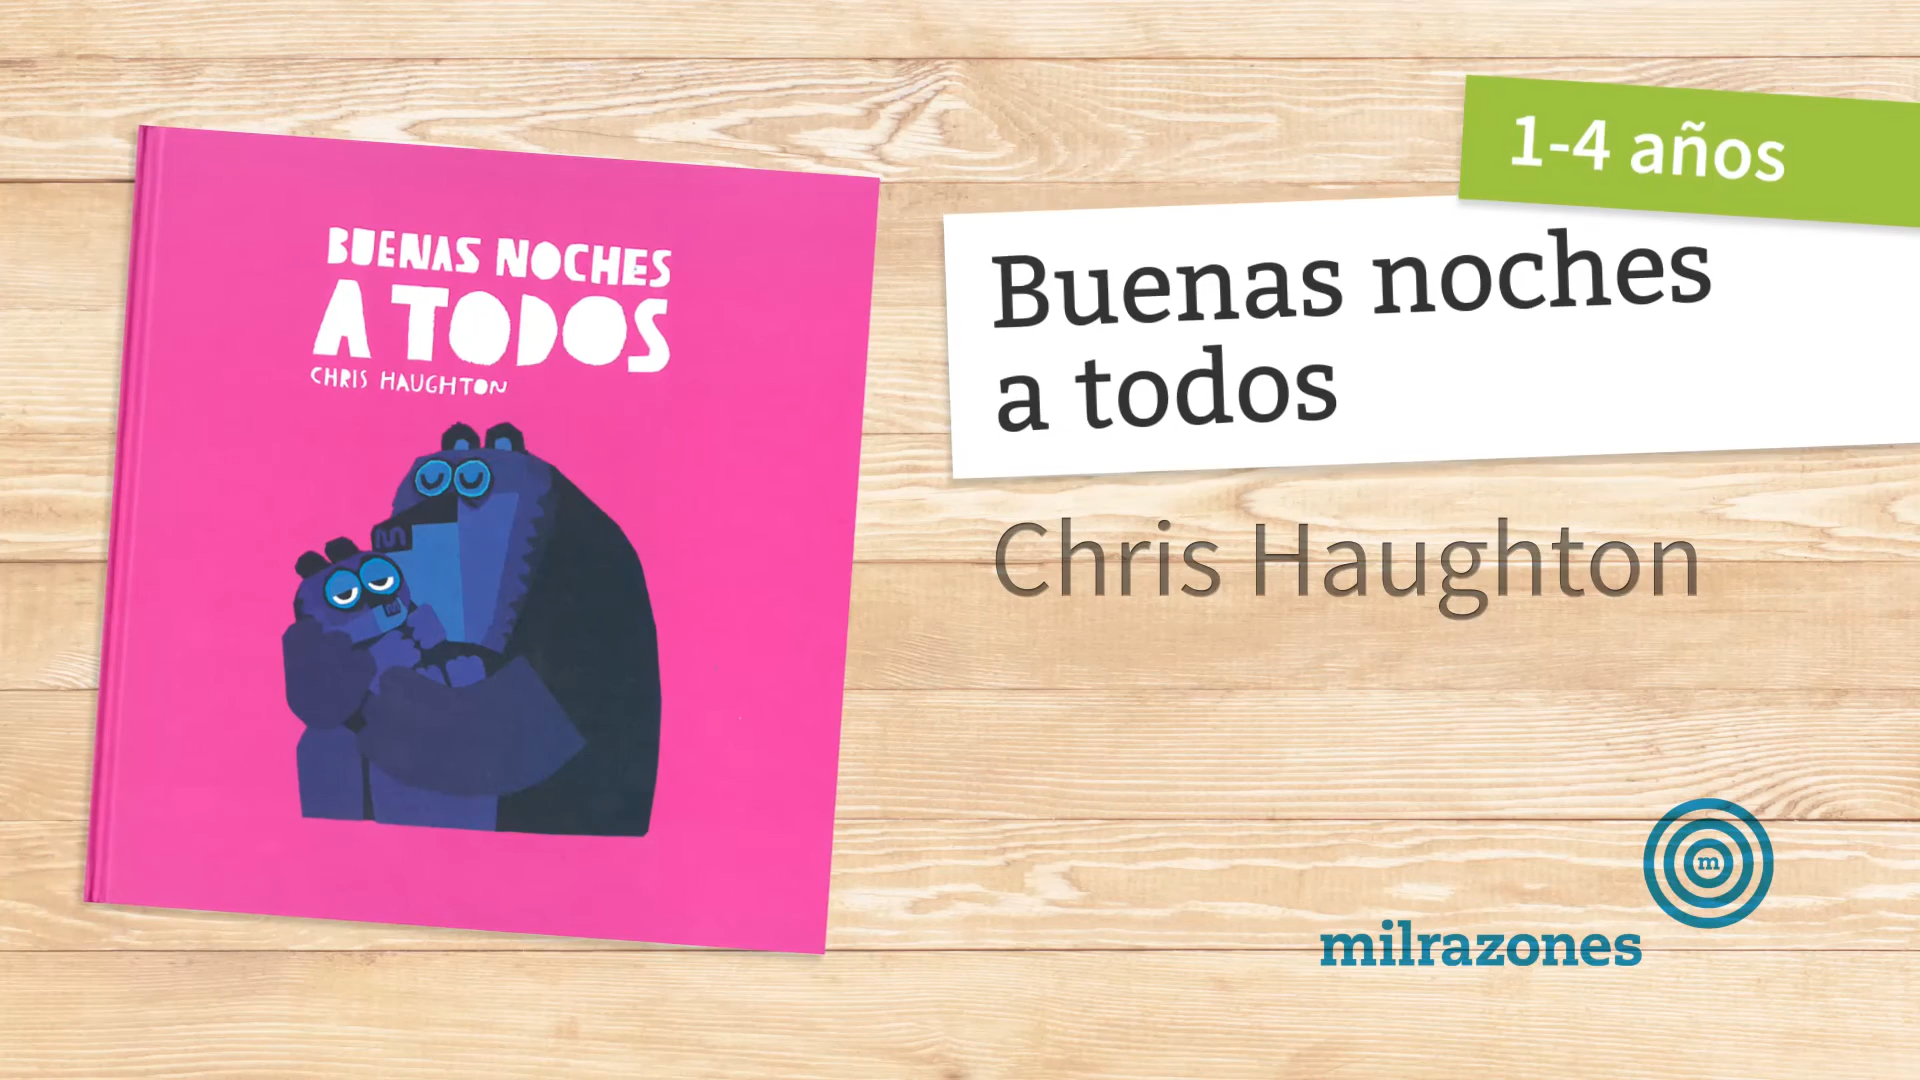 BUENAS NOCHES
A TODOS
CHRIS HAUGHTON
1-4 años
Buenas noches
a todos
Chris Haughton
m
milrazones